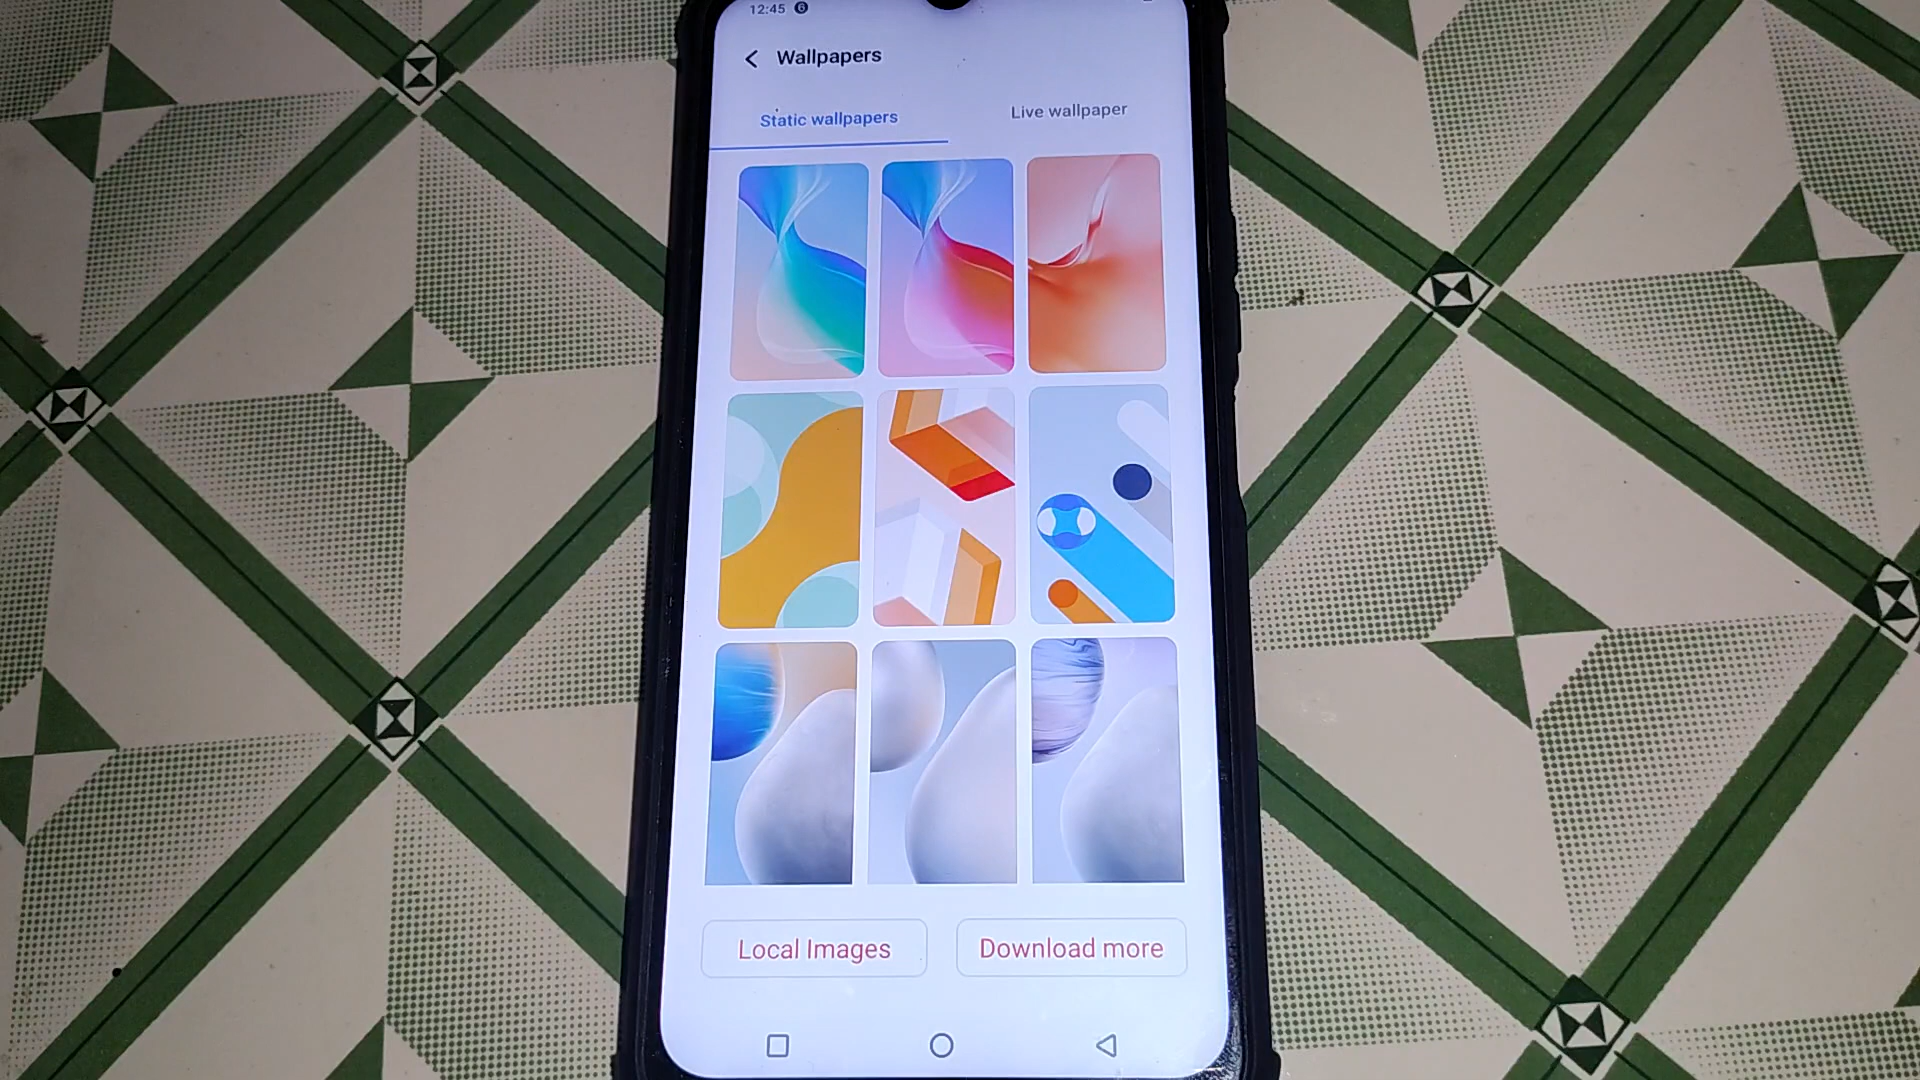 12:45
Wallpapers
Static wallpapers
Live wallpaper
Local Images
Download more